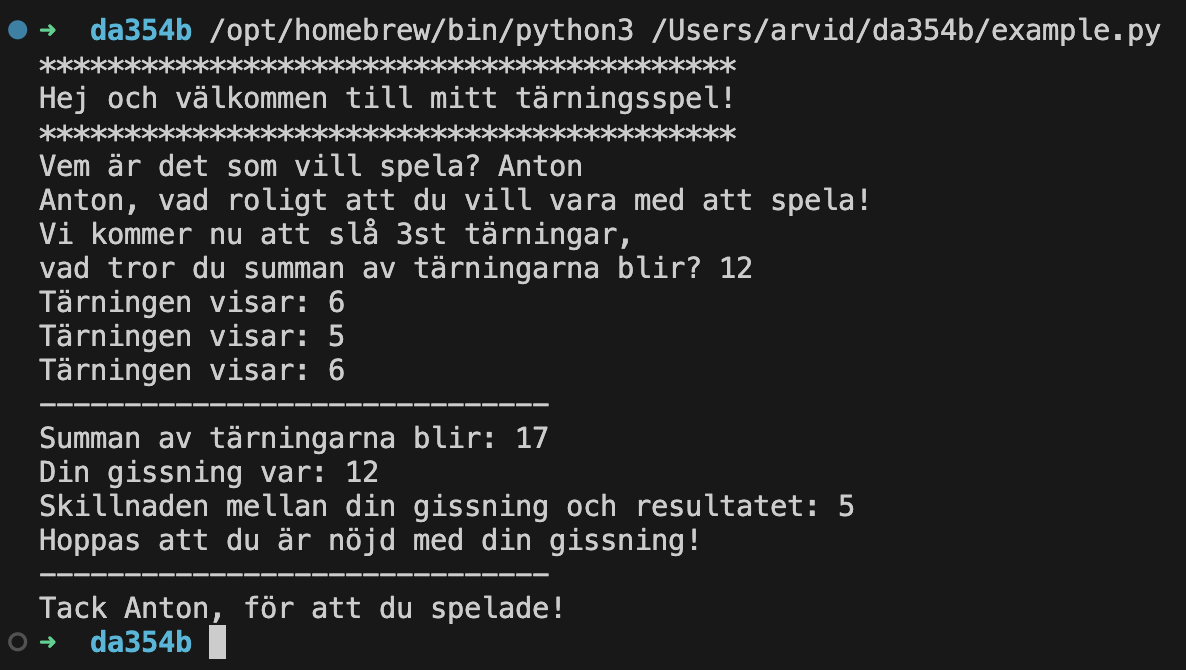 ➜  da354b /opt/homebrew/bin/python3 /Users/arvid/da354b/example.py
*****************************************
Hej och välkommen till mitt tärningsspel!
*****************************************
Vem är det som vill spela? Anton
Anton, vad roligt att du vill vara med att spela!
Vi kommer nu att slå 3st tärningar,
vad tror du summan av tärningarna blir? 12
Tärningen visar: 6
Tärningen visar: 5
Tärningen visar: 6
------------------------------
Summan av tärningarna blir: 17
Din gissning var: 12
Skillnaden mellan din gissning och resultatet: 5
Hoppas att du är nöjd med din gissning!
------------------------------
Tack Anton, för att du spelade!
➜  da354b